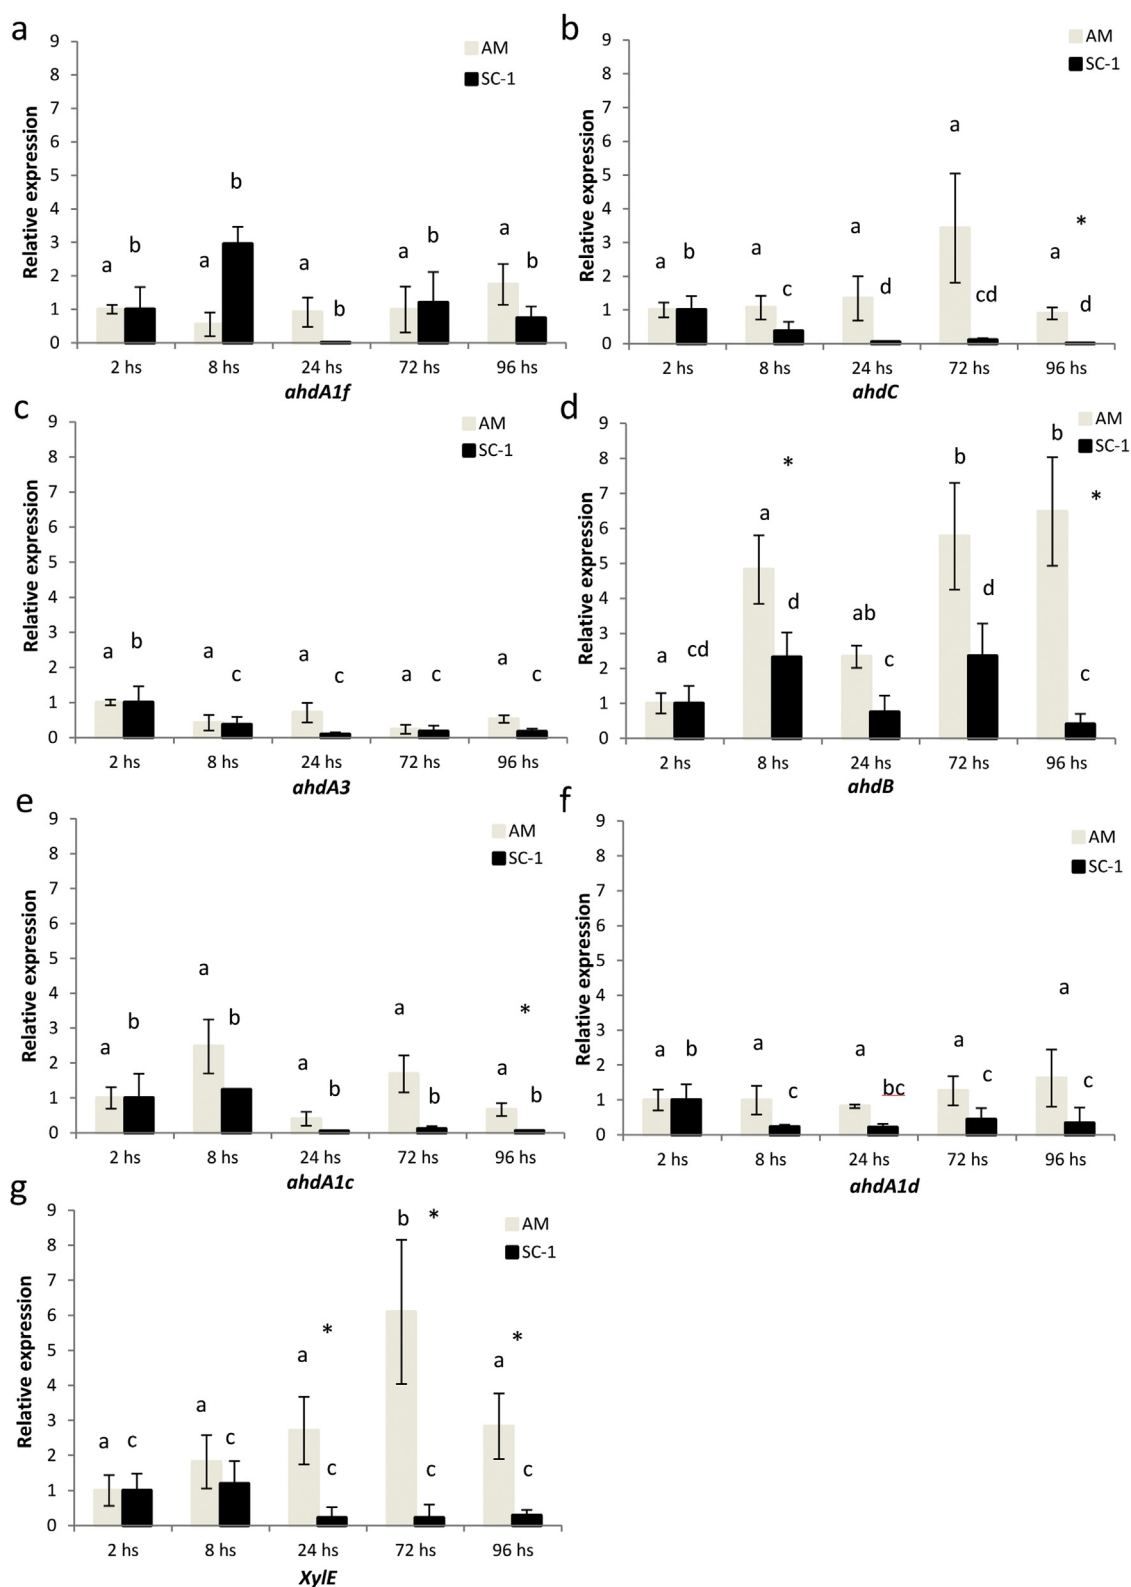 a
9
8
7
6
5
4
3
2
1
0
Relative expression
AM
SC-1
a b
a b
a b
a b
a b
2 hs 8 hs 24 hs 72 hs 96 hs
ahdA1f
b
9
8
7
6
5
4
3
2
1
0
Relative expression
AM
SC-1
a b
a c
a d
a cd
a d *
2 hs 8 hs 24 hs 72 hs 96 hs
ahdC
c
9
8
7
6
5
4
3
2
1
0
Relative expression
AM
SC-1
a b
a c
a c
a c
a c
2 hs 8 hs 24 hs 72 hs 96 hs
ahdA3
d
9
8
7
6
5
4
3
2
1
0
Relative expression
AM
SC-1
a cd
a d *
ab c
b d
b c *
2 hs 8 hs 24 hs 72 hs 96 hs
ahdB
e
9
8
7
6
5
4
3
2
1
0
Relative expression
AM
SC-1
a b
a b
a b
a b
a b *
2 hs 8 hs 24 hs 72 hs 96 hs
ahdA1c
f
9
8
7
6
5
4
3
2
1
0
Relative expression
AM
SC-1
a b
a c
a bc
a c
a c
2 hs 8 hs 24 hs 72 hs 96 hs
ahdA1d
g
9
8
7
6
5
4
3
2
1
0
Relative expression
AM
SC-1
a c
a c
a c *
b c *
a c *
2 hs 8 hs 24 hs 72 hs 96 hs
XylE